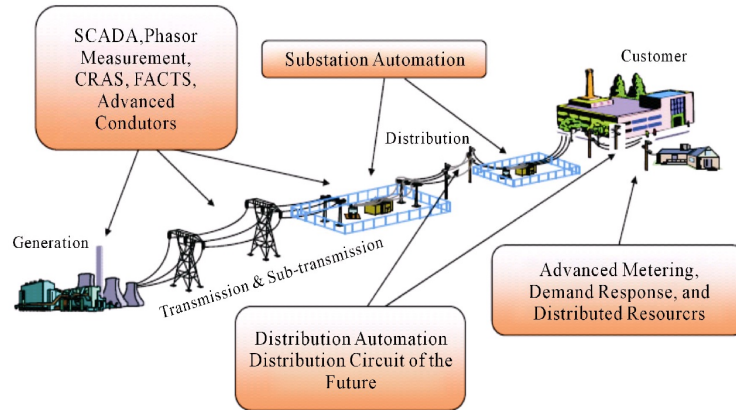 SCADA,Phasor
Measurement,
CRAS, FACTS,
Advanced
Condutors
Substation Automation
Customer
Distribution
Generation
Transmission & Sub-transmission
Advanced Metering,
Demand Response, and
Distributed Resourcrs
Distribution Automation
Distribution Circuit of the
Future